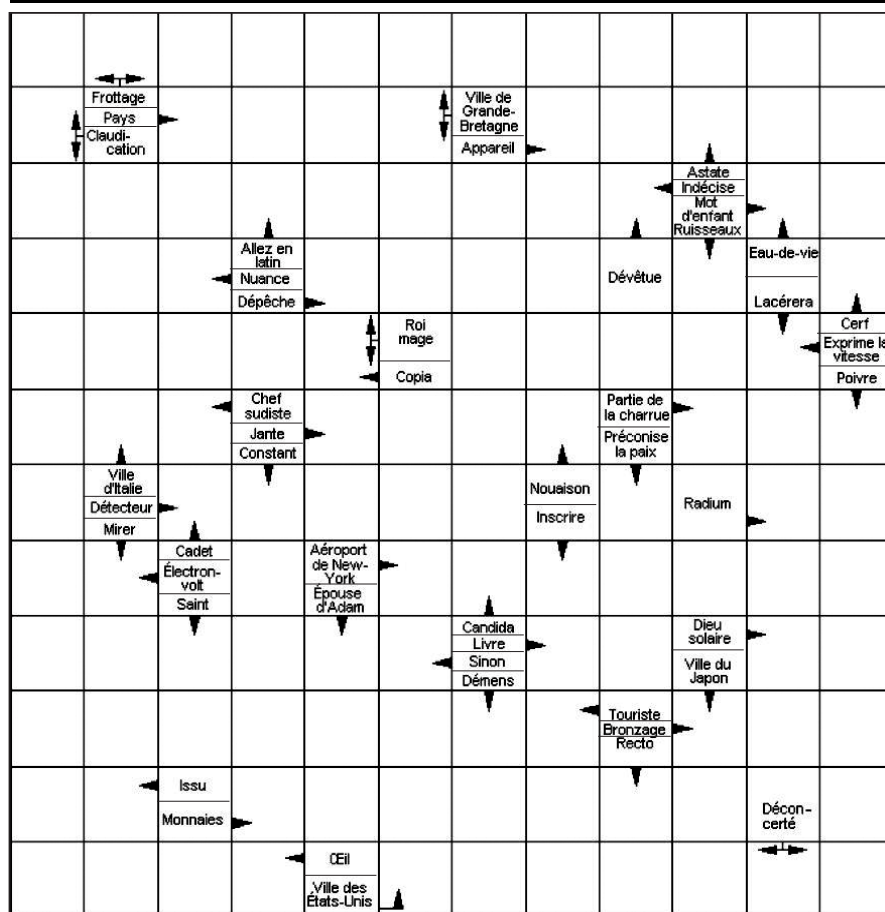 Frottage
Pays
Claudi-
cation
Ville de
Grande-
Bretagne
Appareil
Astate
Indécise
Mot
d'enfant
Ruisseaux
Allez en
latin
Nuance
Dépêche
Dévêtue
Eau-de-vie
Lacérera
Roi
mage
Copia
Cerf
Exprime la
vitesse
Poivre
Chef
sudiste
Jante
Constant
Partie de
la charrue
Préconise
la paix
Ville
d'Italie
Détecteur
Mirer
Nouaison
Inscrire
Radium
Cadet
Électron-
volt
Saint
Aéroport
de New-
York
Épouse
d'Adam
Candida
Livre
Sinon
Démens
Dieu
solaire
Ville du
Japon
Touriste
Bronzage
Recto
Issu
Monnaies
Décon-
certé
Œil
Ville des
États-Unis